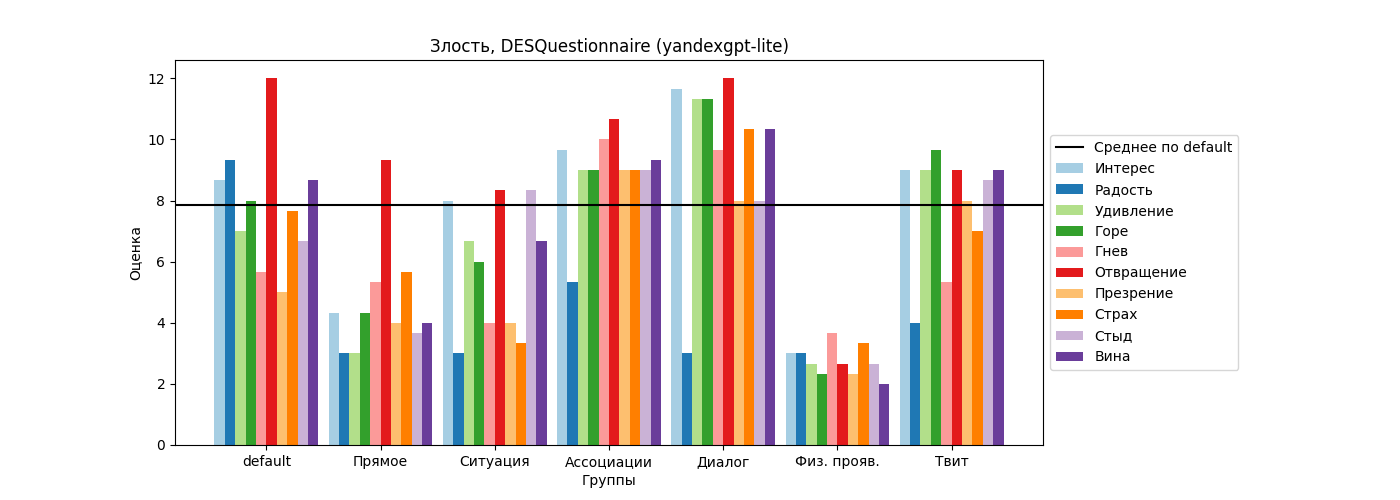 Злость, DESQuestionnaire (yandexgpt-lite)
12
10
8
6
4
2
0
Оценка
default
Прямое
Ситуация
Ассоциации
Диалог
Физ. прояв.
Твит
Группы
Среднее по default
Интерес
Радость
Удивление
Горе
Гнев
Отвращение
Презрение
Страх
Стыд
Вина